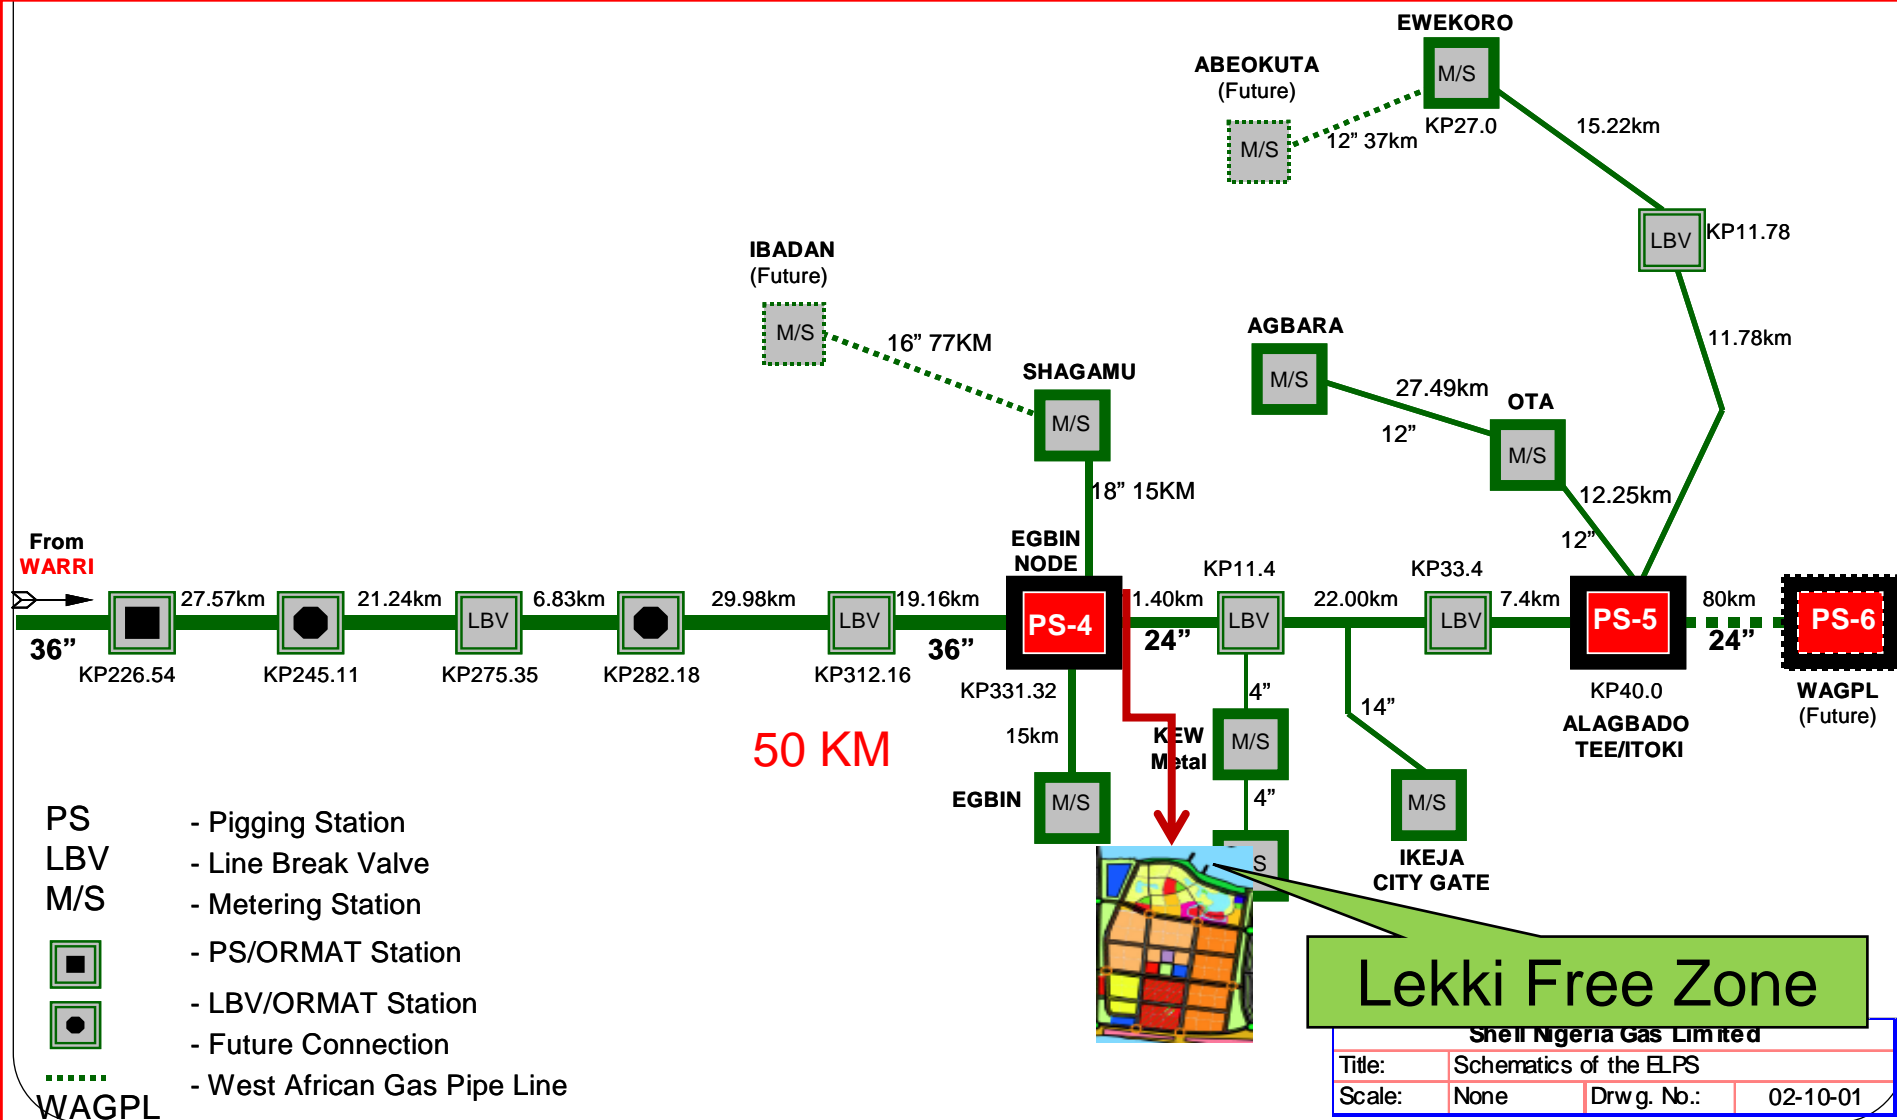 EWEKORO
M/S
KP27.0
ABEOKUTA
(Future)
M/S
12” 37km
15.22km
LBV
KP11.78
11.78km
IBADAN
(Future)
M/S
16” 77KM
SHAGAMU
M/S
18” 15KM
AGBARA
M/S
27.49km
12”
OTA
M/S
12.25km
12”
From
WARRI
36”
27.57km
21.24km
LBV
6.83km
29.98km
LBV
19.16km
36”
KP226.54
KP245.11
KP275.35
KP282.18
KP312.16
EGBIN
NODE
PS-4
KP331.32
1.40km
24”
KP11.4
LBV
22.00km
KP33.4
LBV
7.4km
PS-5
KP40.0
ALAGBADO
TEE/ITOKI
80km
24”
PS-6
WAGPL
(Future)
15km
EGBIN
M/S
50 KM
4”
KEW
Metal
M/S
4”
S
14”
M/S
IKEJA
CITY GATE
PS - Pigging Station
LBV - Line Break Valve
M/S - Metering Station
- PS/ORMAT Station
- LBV/ORMAT Station
- Future Connection
WAGPL - West African Gas Pipe Line
Lekki Free Zone
Shell Nigeria Gas Limited
Title: Schematics of the ELPS
Scale: None Drwg. No.: 02-10-01